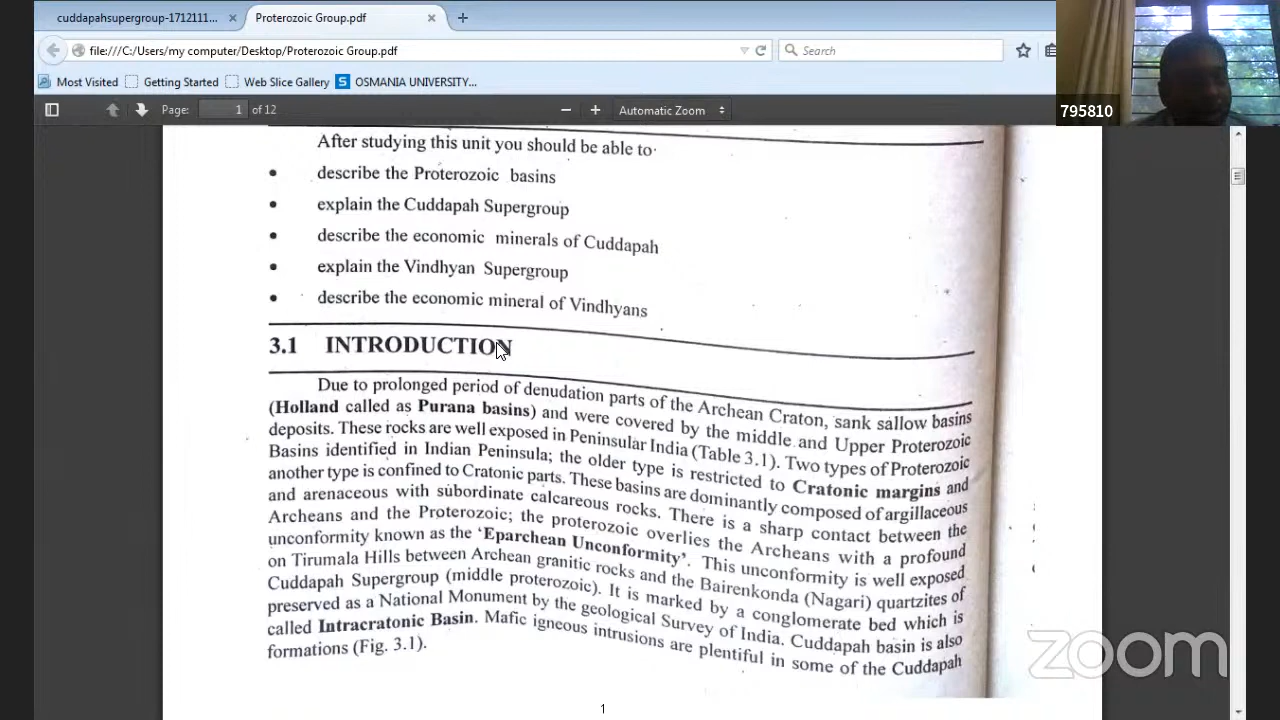 cuddapahsupergroup-1712111...
Proterozoic Group.pdf
file:///C:/Users/my computer/Desktop/Proterozoic Group.pdf
Search
Most Visited
Getting Started
Web Slice Gallery
S OSMANIA UNIVERSITY...
795810
Page: 1 of 12
Automatic Zoom
After studying this unit you should be able to
• describe the Proterozoic basins
• explain the Cuddapah Supergroup
• describe the economic minerals of Cuddapah
• explain the Vindhyan Supergroup
• describe the economic mineral of Vindhyans
3.1 INTRODUCTION
Due to prolonged period of denudation parts of the Archean Craton, sank sallow basins
(Holland called as Purana basins) and were covered by the middle and Upper Proterozoic
deposits. These rocks are well exposed in Peninsular India (Table 3.1). Two types of Proterozoic
Basins identified in Indian Peninsula; the older type is restricted to Cratonic margins and
another type is confined to Cratonic parts. These basins are dominantly composed of argillaceous
and arenaceous with subordinate calcareous rocks. There is a sharp contact between the
Archeans and the Proterozoic; the proterozoic overlies the Archeans with a profound
unconformity known as the 'Eparchean Unconformity'. This unconformity is well exposed
on Tirumala Hills between Archean granitic rocks and the Bairenkonda (Nagari) quartzites of
Cuddapah Supergroup (middle proterozoic). It is marked by a conglomerate bed which is
preserved as a National Monument by the geological Survey of India. Cuddapah basin is also
called Intracratonic Basin. Mafic igneous intrusions are plentiful in some of the Cuddapah
formations (Fig. 3.1).
zoom
1